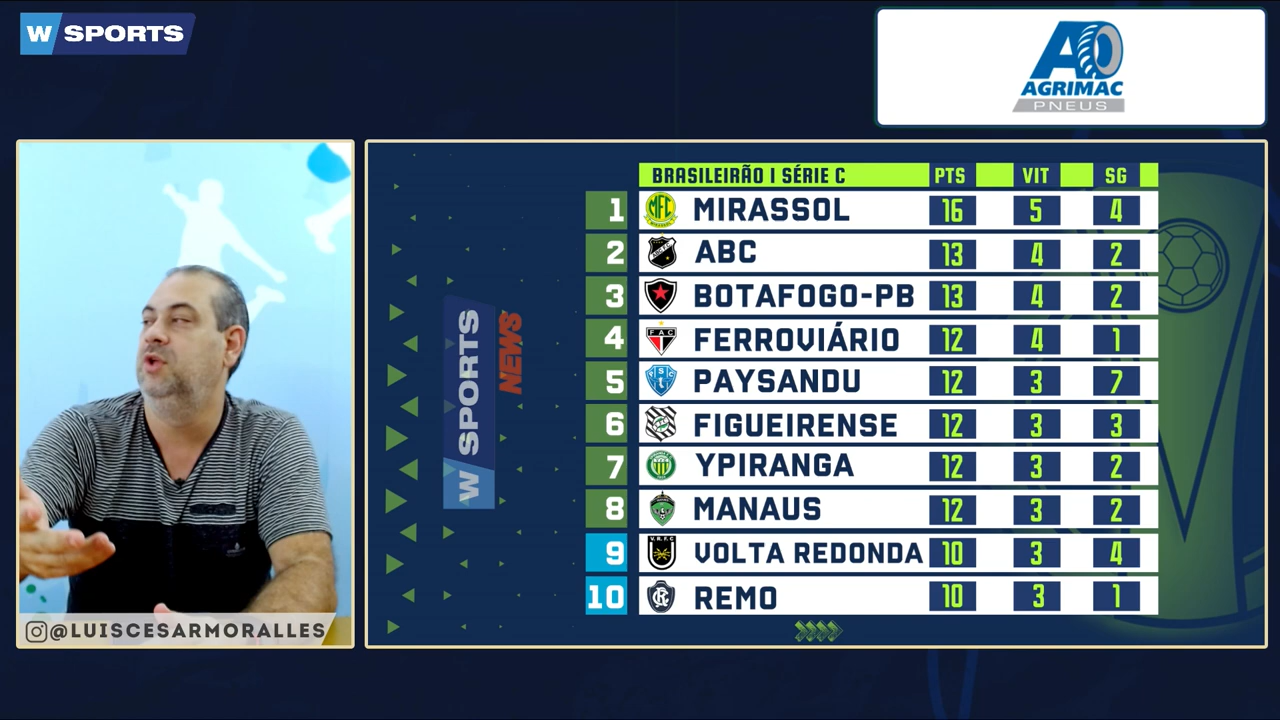 W SPORTS
AGRIMAC
PNEUS
BRASILEIRÃO | SÉRIE C PTS VIT SG
1 MIRASSOL 16 5 4
2 ABC 13 4 2
3 BOTAFOGO-PB 13 4 2
4 FERROVIÁRIO 12 4 1
5 PAYSANDU 12 3 7
6 FIGUEIRENSE 12 3 3
7 YPIRANGA 12 3 2
8 MANAUS 12 3 2
9 VOLTA REDONDA 10 3 4
10 REMO 10 3 1
W SPORTS
NEWS
@LUISCESARMORALLES